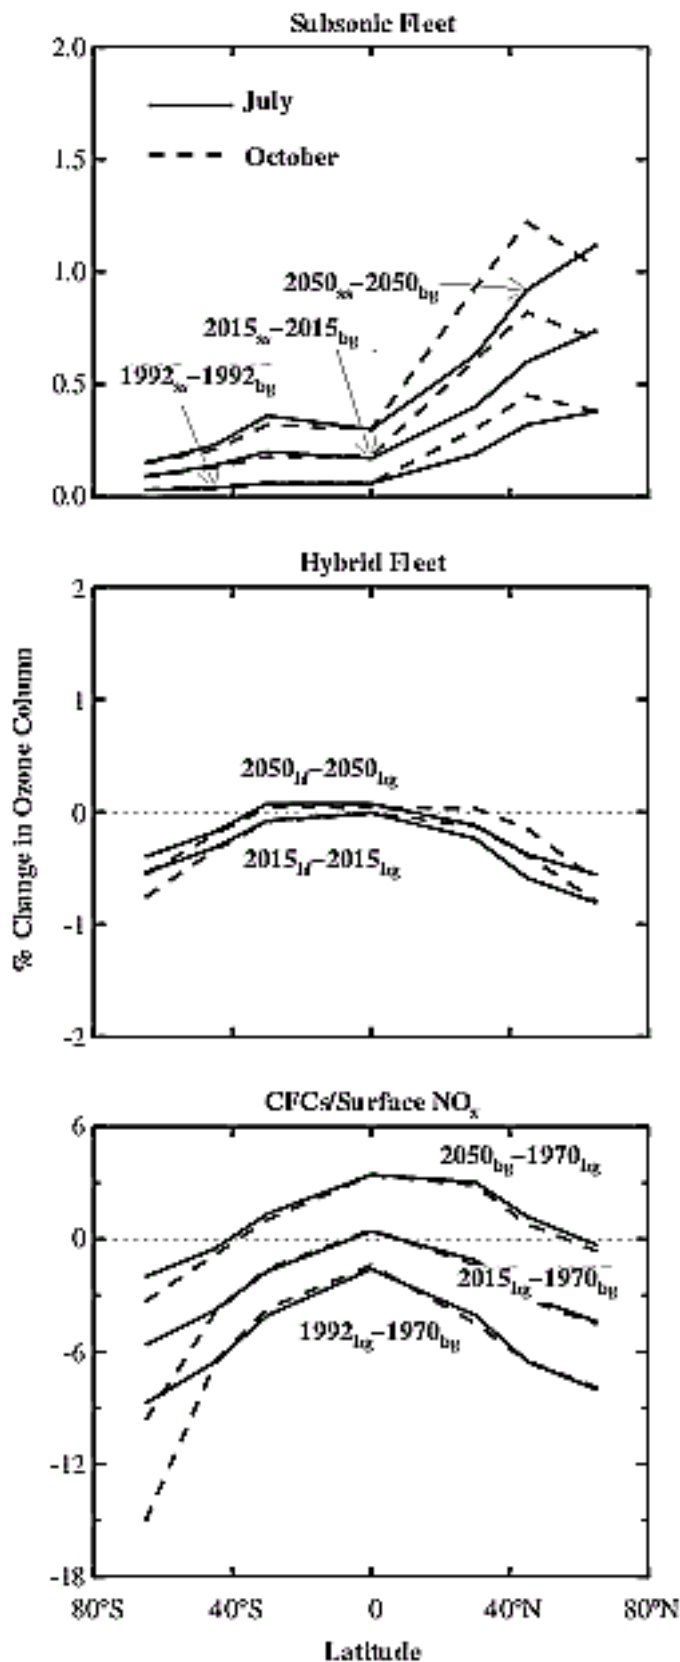 Subsonic Fleet
2.0
July
1.5
October
1.0
2050ss–2050bg
2015ss–2015bg
0.5
1992ss–1992bg
0.0
Hybrid Fleet
2
1
2050hf–2050bg
0
2015hf–2015bg
-1
-2
% Change in Ozone Column
CFCs/Surface NOx
6
2050bg–1970bg
0
2015bg–1970bg
1992bg–1970bg
-6
-12
-18
80°S 40°S 0 40°N 80°N
Latitude